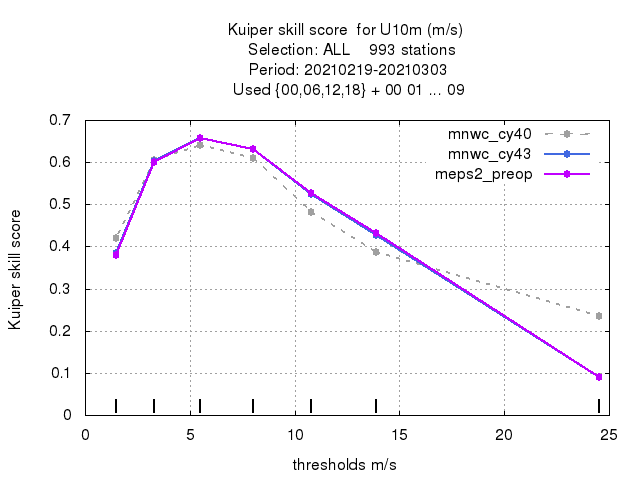 Kuiper skill score  for U10m (m/s)
Selection: ALL    993 stations
Period: 20210219-20210303
Used {00,06,12,18} + 00 01 ... 09
mnwc_cy40
mnwc_cy43
meps2_preop
Kuiper skill score
0.7
0.6
0.5
0.4
0.3
0.2
0.1
0
0 5 10 15 20 25
thresholds m/s